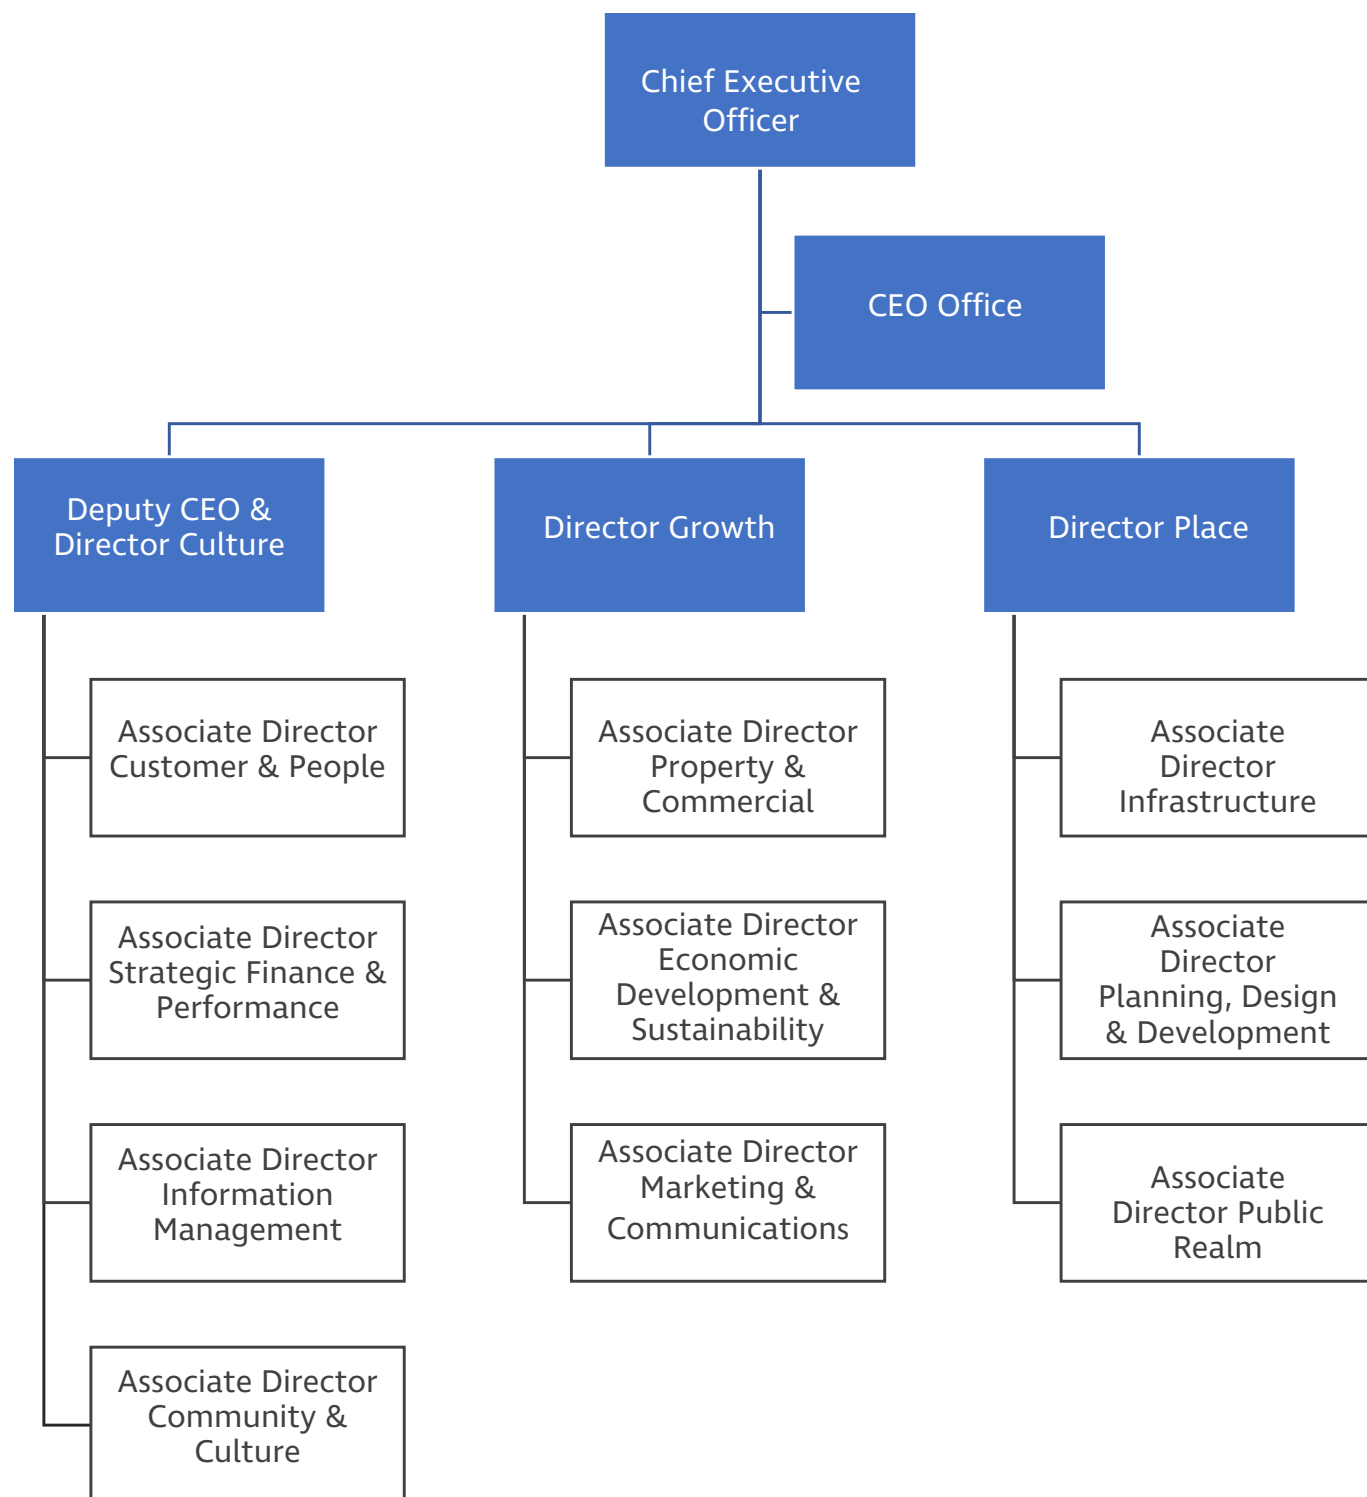 Chief Executive
Officer
CEO Office
Deputy CEO &
Director Culture
Director Growth
Director Place
Associate Director
Customer & People
Associate Director
Strategic Finance &
Performance
Associate Director
Information
Management
Associate Director
Community &
Culture
Associate Director
Property &
Commercial
Associate Director
Economic
Development &
Sustainability
Associate Director
Marketing &
Communications
Associate
Director
Infrastructure
Associate
Director
Planning, Design
& Development
Associate
Director Public
Realm